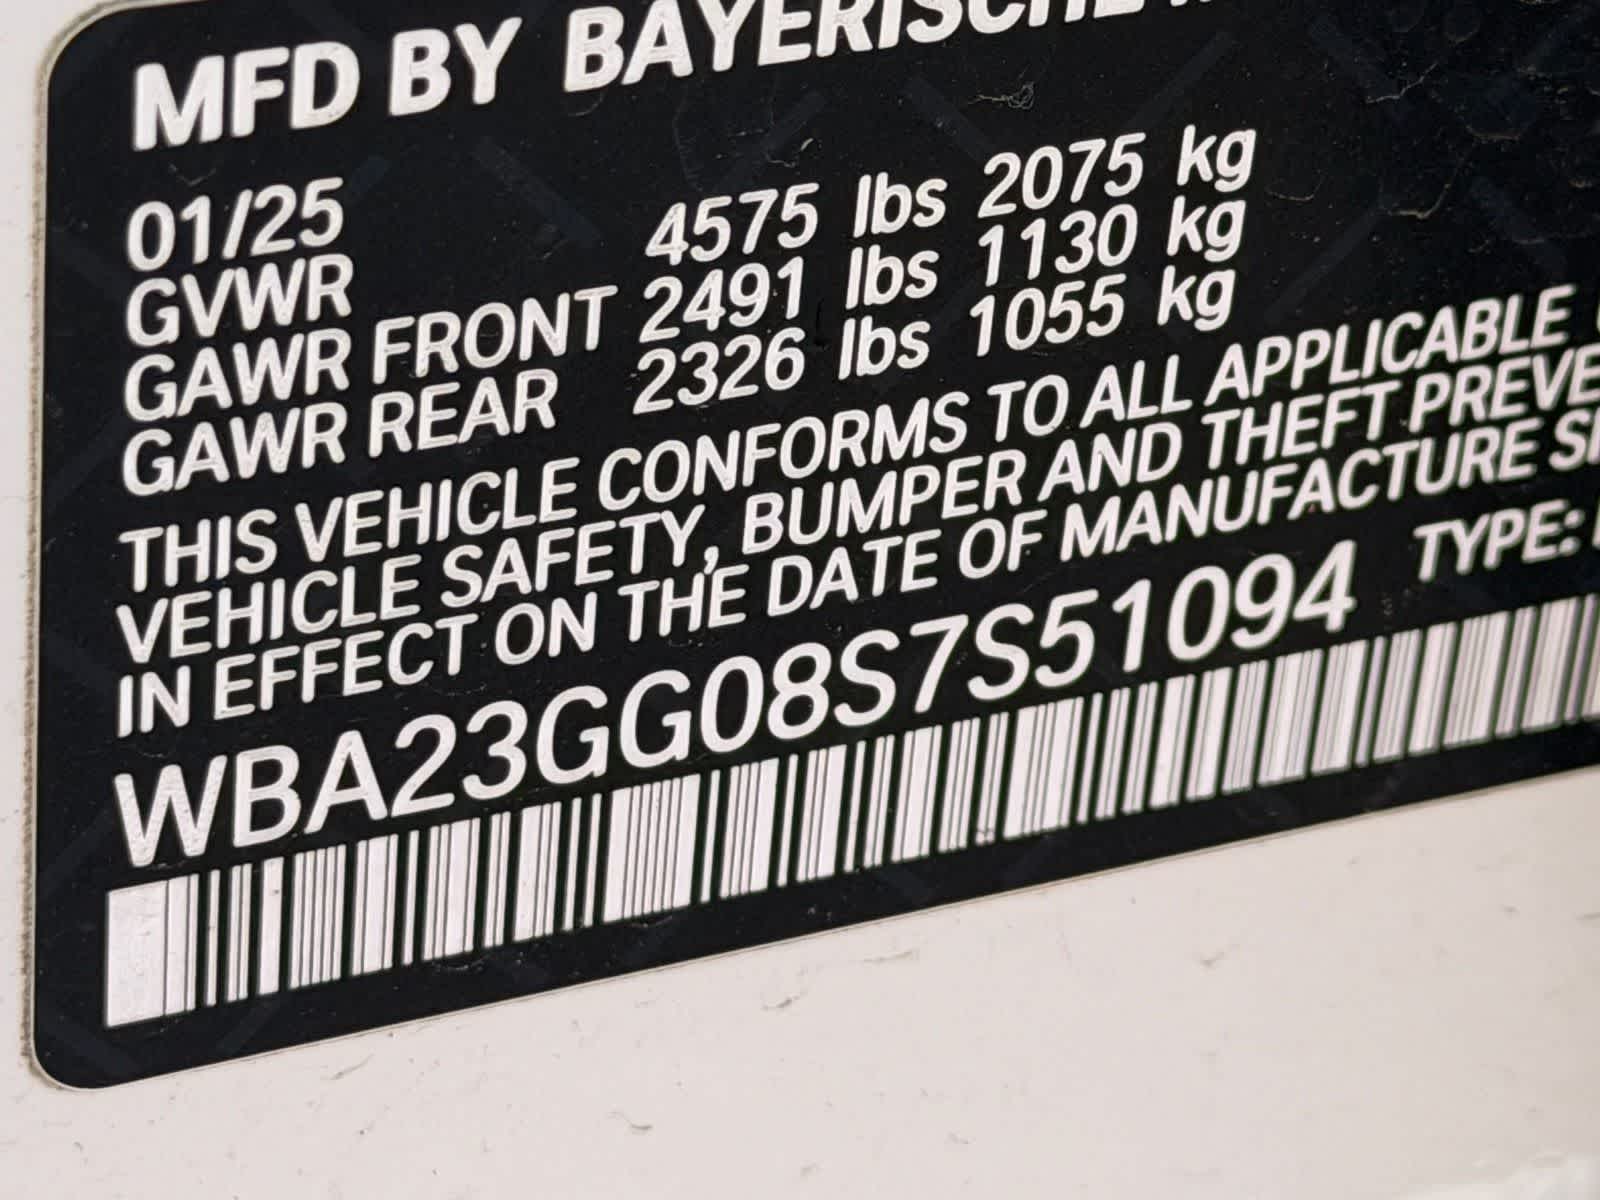 MFD BY BAYERISCHE
01/25
GVWR 4575 lbs 2075 kg
GAWR FRONT 2491 lbs 1130 kg
GAWR REAR 2326 lbs 1055 kg
THIS VEHICLE CONFORMS TO ALL APPLICABLE
VEHICLE SAFETY, BUMPER AND THEFT PREVE
IN EFFECT ON THE DATE OF MANUFACTURE
WBA23GG08S7S51094 TYPE: